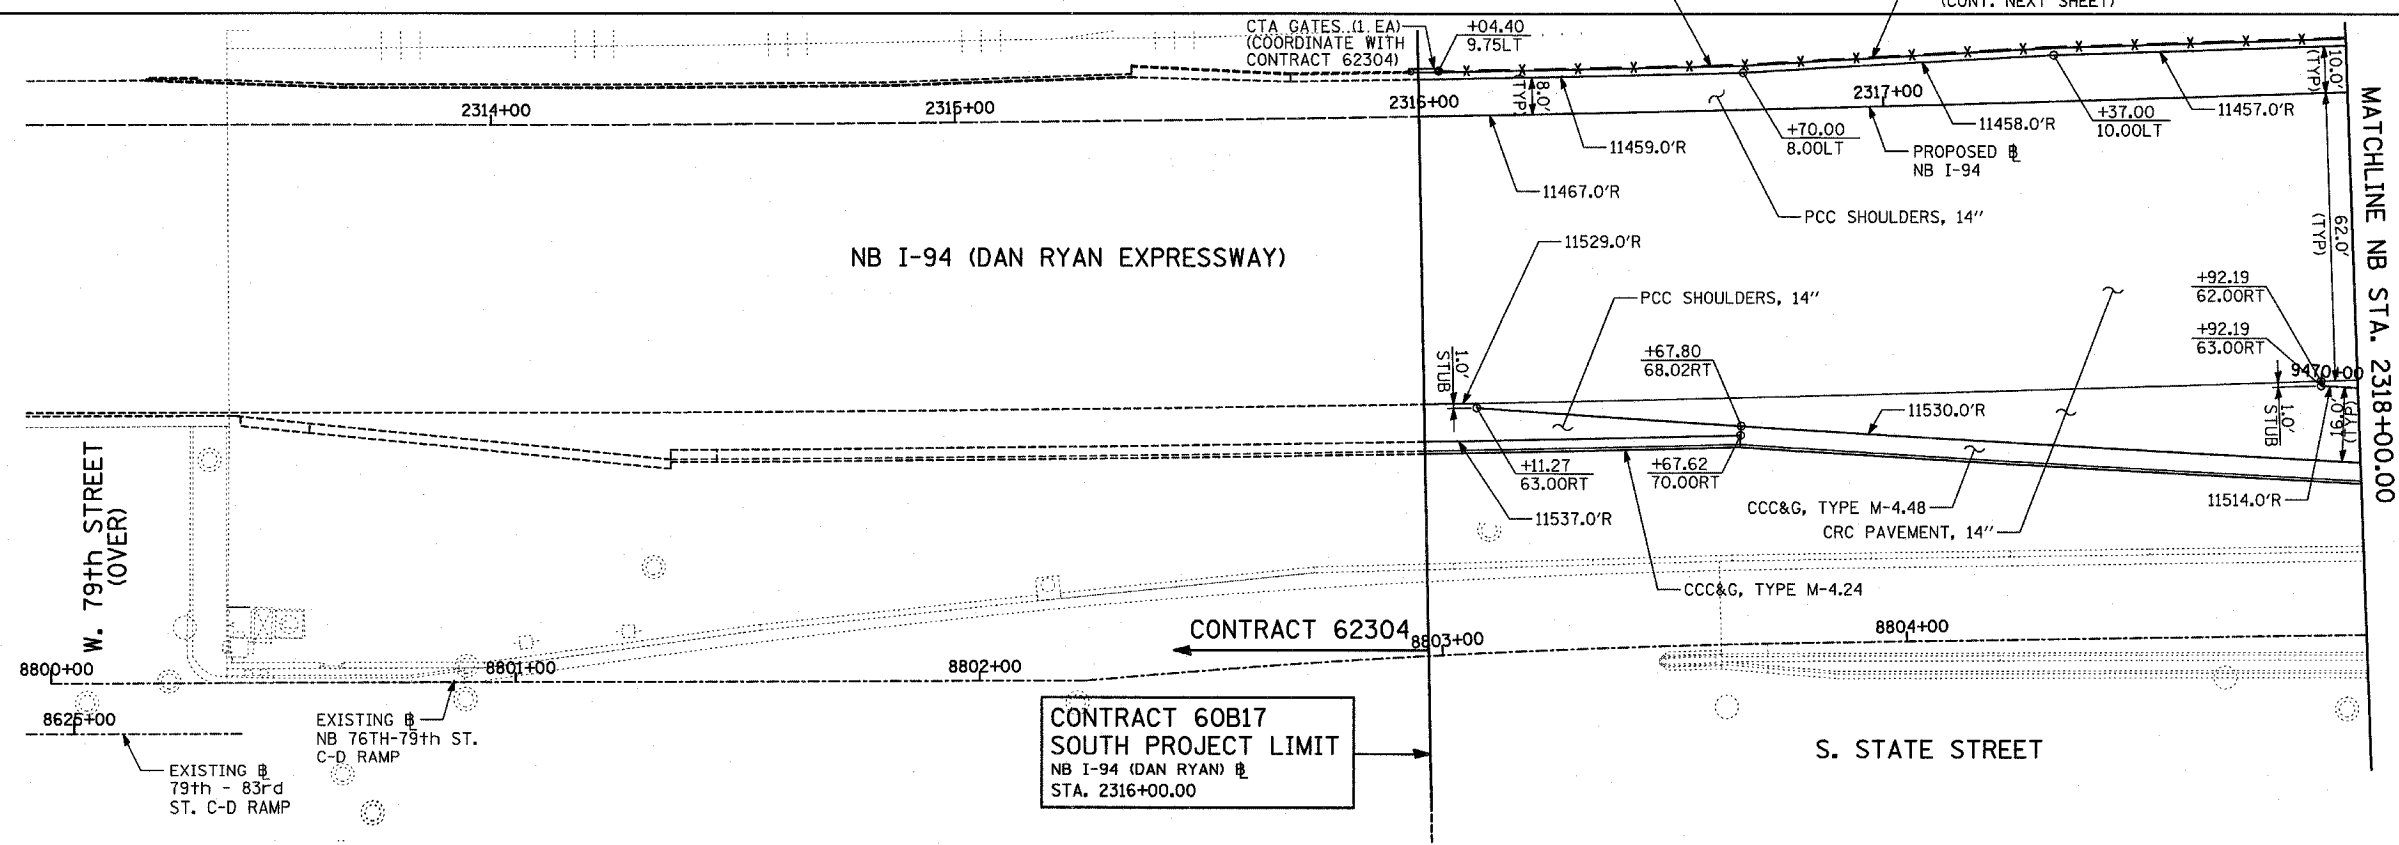 (CONT. NEXT SHEET)
CTA GATES (1 EA)
(COORDINATE WITH
CONTRACT 62304)
+04.40
9.75LT
10.0'
(TYP)
2314+00
2315+00
2316+00
8.0'
(TYP)
2317+00
+70.00
8.00LT
11458.0'R
+37.00
10.00LT
11457.0'R
11459.0'R
PROPOSED ℄
NB I-94
11467.0'R
PCC SHOULDERS, 14"
MATCHLINE NB STA. 2318+00.00
62.0'
(TYP)
NB I-94 (DAN RYAN EXPRESSWAY)
11529.0'R
PCC SHOULDERS, 14"
+92.19
62.00RT
+92.19
63.00RT
1.0'
STUB
+67.80
68.02RT
9470+00
11530.0'R
1.0'
STUB
16.0'
(TYP)
W. 79th STREET
(OVER)
+11.27
63.00RT
+67.62
70.00RT
11537.0'R
CCC&G, TYPE M-4.48
CRC PAVEMENT, 14"
11514.0'R
CCC&G, TYPE M-4.24
CONTRACT 62304
8803+00
8804+00
8800+00
8801+00
8802+00
8625+00
EXISTING ℄
NB 76TH-79th ST.
C-D RAMP
EXISTING ℄
79th - 83rd
ST. C-D RAMP
CONTRACT 60B17
SOUTH PROJECT LIMIT
NB I-94 (DAN RYAN) ℄
STA. 2316+00.00
S. STATE STREET